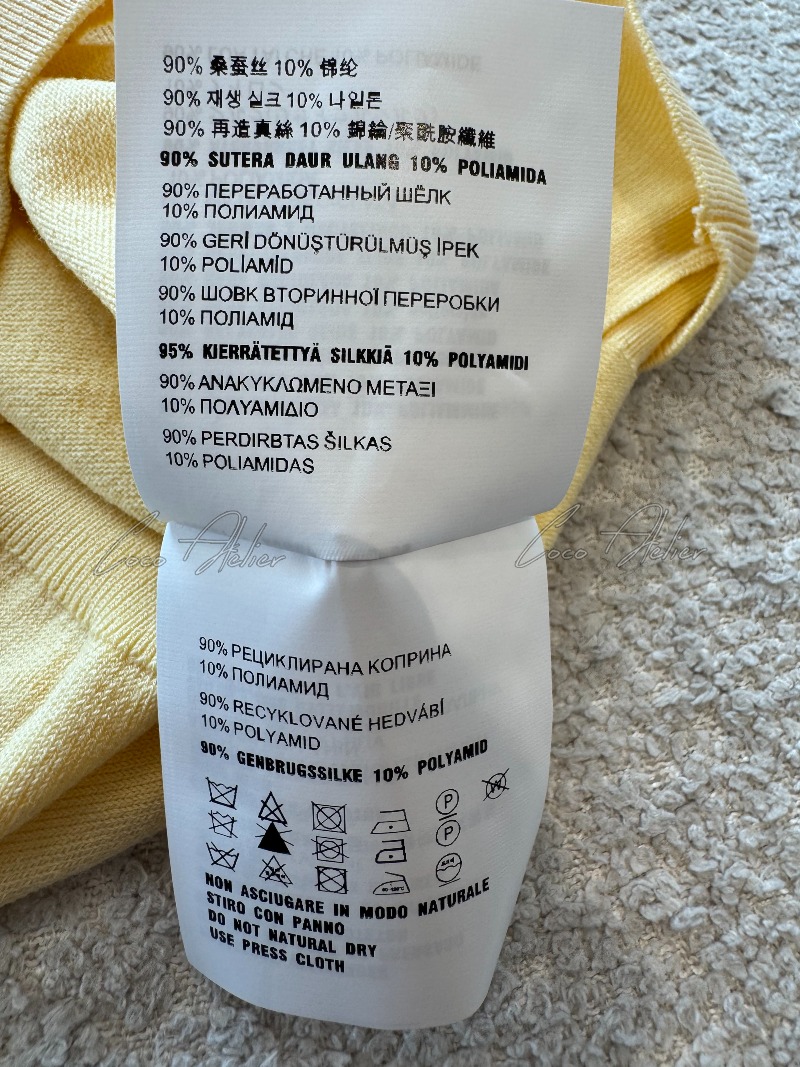 90% 桑蚕丝 10% 锦纶
90% 재생 실크 10% 나일론
90% 再造真絲 10% 錦綸/聚酰胺纖維
90% SUTERA DAUR ULANG 10% POLIAMIDA
90% ПЕРЕРАБОТАННЫЙ ШЁЛК
10% ПОЛИАМИД
90% GERİ DÖNÜŞTÜRÜLMÜŞ İPEK
10% POLİAMİD
90% ШОВК ВТОРИННОЇ ПЕРЕРОБКИ
10% ПОЛІАМІД
95% KIERRÄTETTYÄ SILKKIÄ 10% POLYAMIDI
90% ΑΝΑΚΥΚΛΩΜΕΝΟ ΜΕΤΑΞΙ
10% ΠΟΛΥΑΜΙΔΙΟ
90% PERDIRBTAS ŠILKAS
10% POLIAMIDAS
Coco Atelier
Coco Atelier
90% РЕЦИКЛИРАНА КОПРИНА
10% ПОЛИАМИД
90% RECYKLOVANÉ HEDVÁBÍ
10% POLYAMID
90% GENBRUGSSILKE 10% POLYAMID
W
P
P
NON ASCIUGARE IN MODO NATURALE
STIRO CON PANNO
DO NOT NATURAL DRY
USE PRESS CLOTH